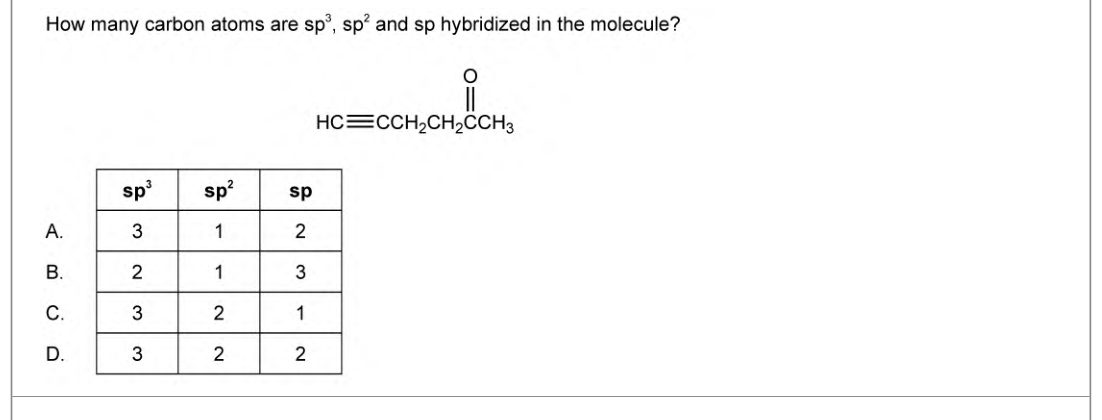 How many carbon atoms are sp³, sp² and sp hybridized in the molecule?
O
HC≡CCH₂CH₂CCH₃
sp³ sp² sp
A. 3 1 2
B. 2 1 3
C. 3 2 1
D. 3 2 2